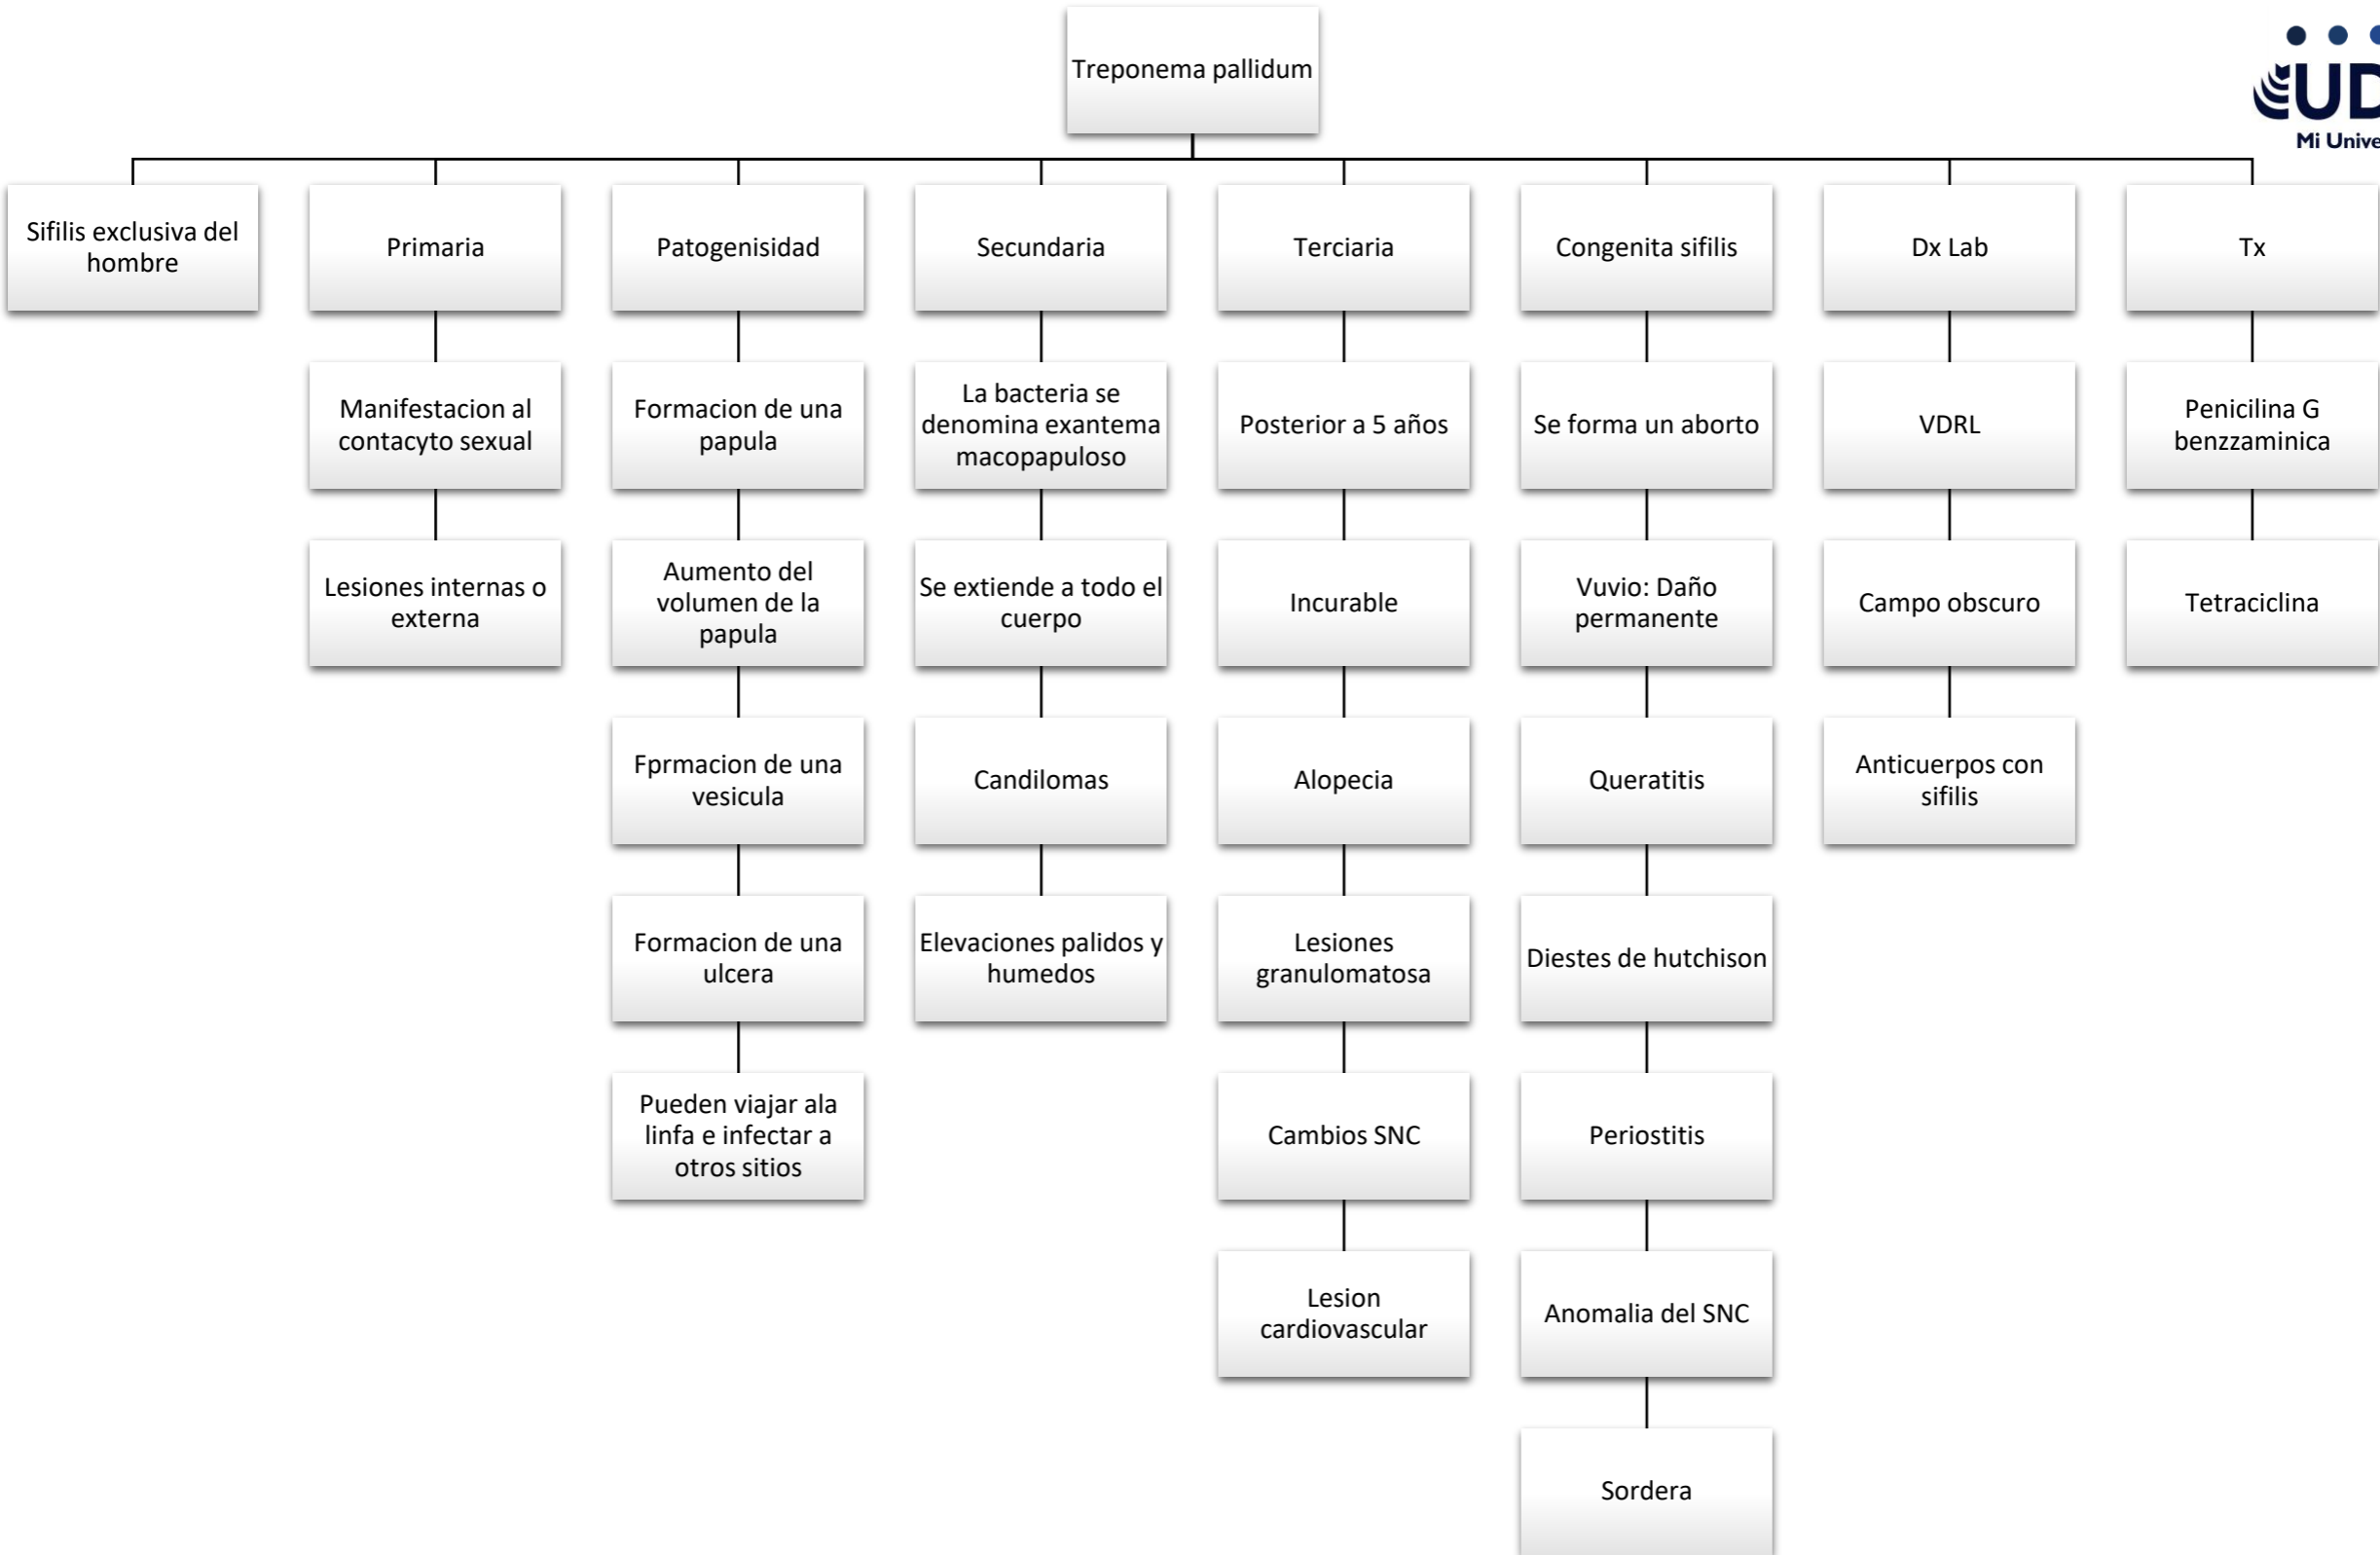 Treponema pallidum
UD
Mi Unive
Sifilis exclusiva del
hombre
Primaria
Manifestacion al
contacyto sexual
Lesiones internas o
externa
Patogenisidad
Formacion de una
papula
Aumento del
volumen de la
papula
Fprmacion de una
vesicula
Formacion de una
ulcera
Pueden viajar ala
linfa e infectar a
otros sitios
Secundaria
La bacteria se
denomina exantema
macopapuloso
Se extiende a todo el
cuerpo
Candilomas
Elevaciones palidos y
humedos
Terciaria
Posterior a 5 años
Incurable
Alopecia
Lesiones
granulomatosa
Cambios SNC
Lesion
cardiovascular
Congenita sifilis
Se forma un aborto
Vuvio: Daño
permanente
Queratitis
Diestes de hutchison
Periostitis
Anomalia del SNC
Sordera
Dx Lab
VDRL
Campo obscuro
Anticuerpos con
sifilis
Tx
Penicilina G
benzzaminica
Tetraciclina